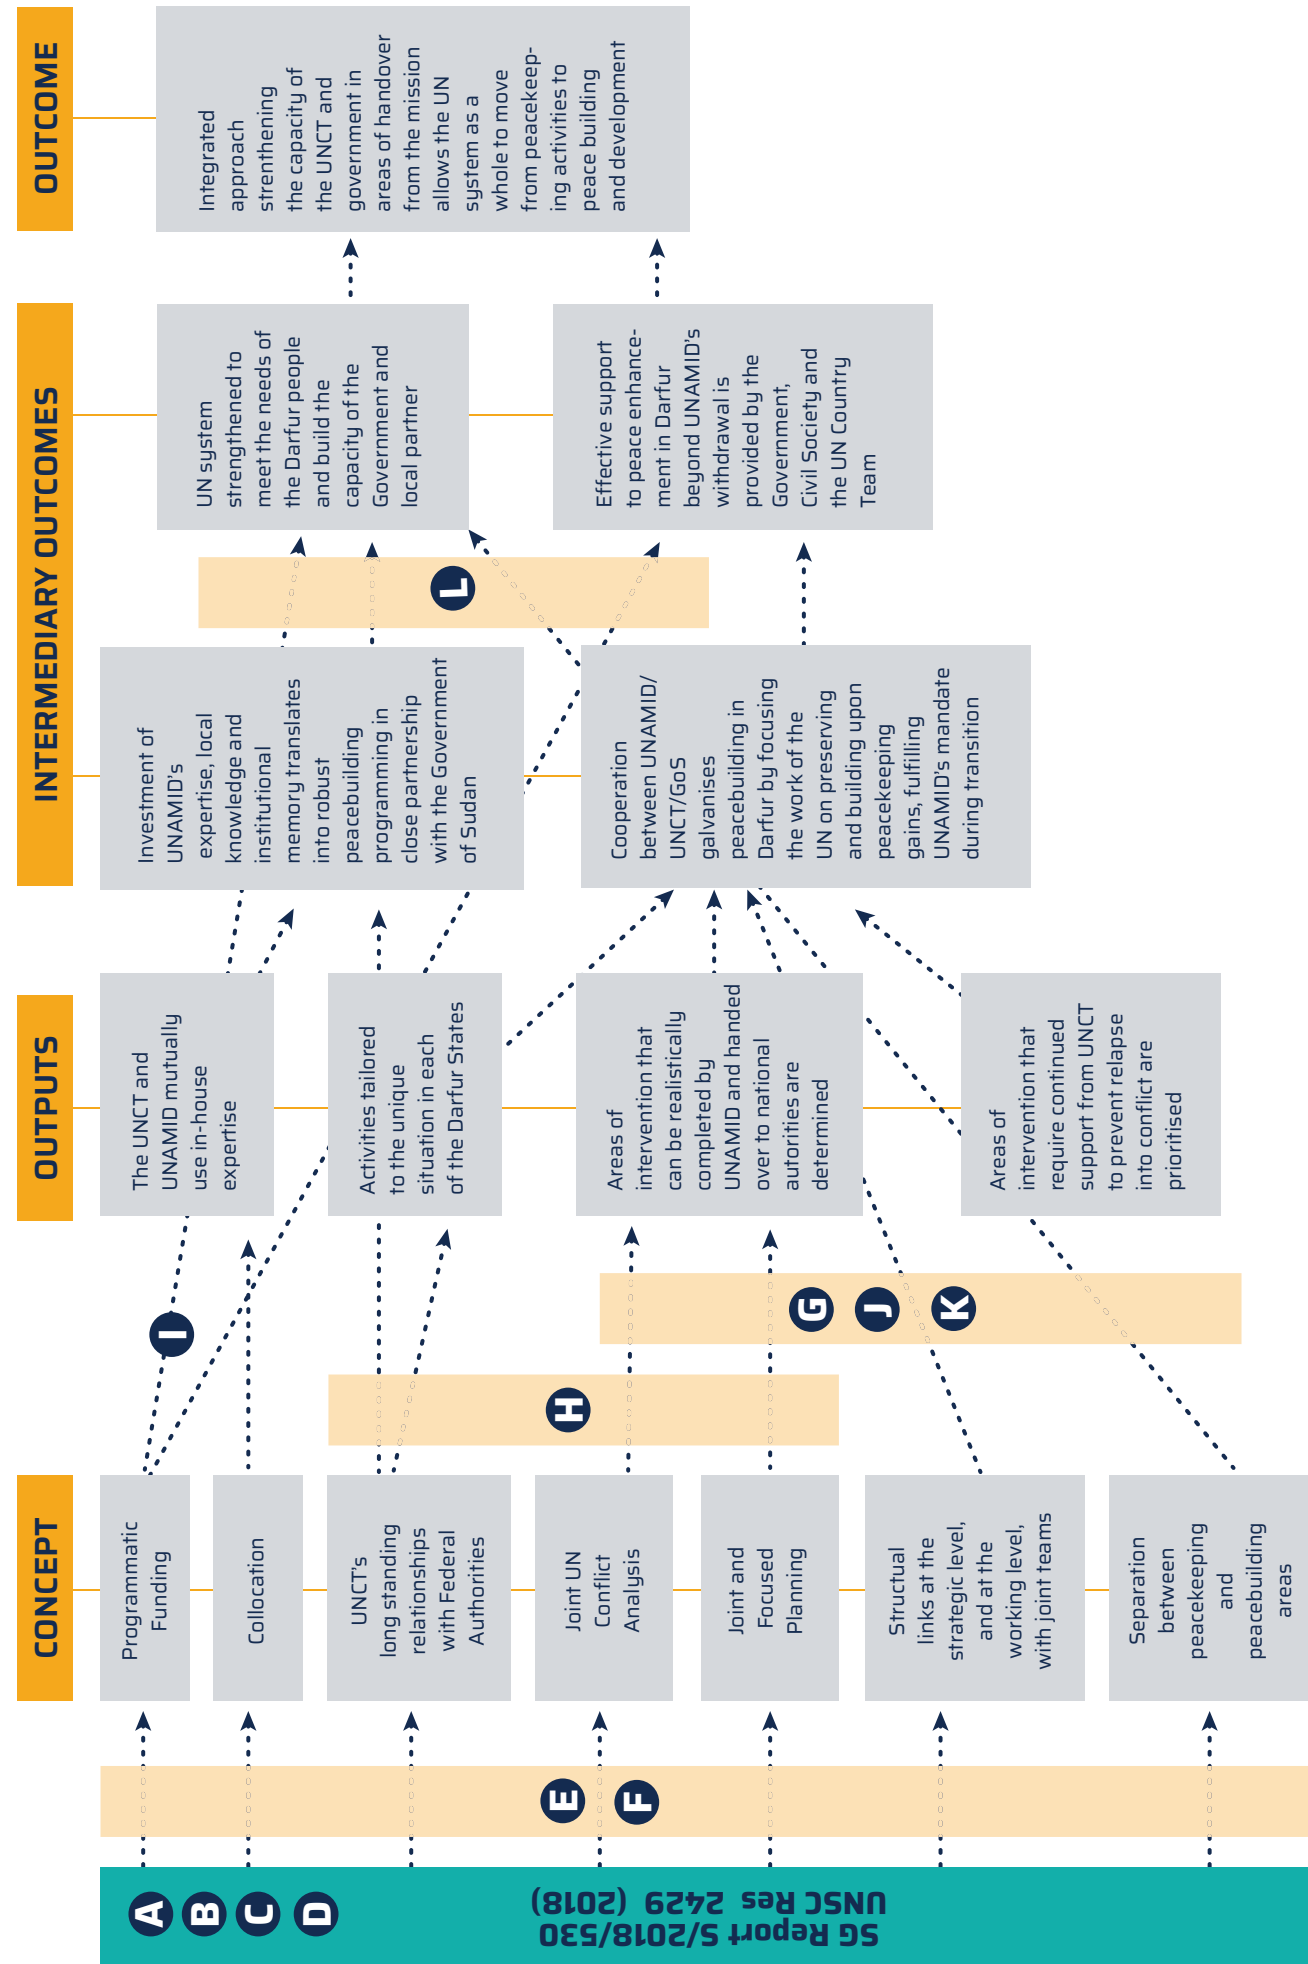 SG Report S/2018/530
UNSC Res 2429 (2018)
A
B
C
D
E
F
CONCEPT
Programmatic
Funding
Collocation
UNCT's
long standing
relationships
with Federal
Authorities
Joint UN
Conflict
Analysis
Joint and
Focused
Planning
Structual
links at the
strategic level,
and at the
working level,
with joint teams
Separation
between
peacekeeping
and
peacebuilding
areas
I
H
G
J
K
OUTPUTS
The UNCT and
UNAMID mutually
use in-house
expertise
Activities tailored
to the unique
situation in each
of the Darfur States
Areas of
intervention that
can be realistically
completed by
UNAMID and handed
over to national
autorities are
determined
Areas of
intervention that
require continued
support from UNCT
to prevent relapse
into conflict are
prioritised
INTERMEDIARY OUTCOMES
Investment of
UNAMID's
expertise, local
knowledge and
institutional
memory translates
into robust
peacebuilding
programming in
close partnership
with the Government
of Sudan
Cooperation
between UNAMID/
UNCT/GoS
galvanises
peacebuilding in
Darfur by focusing
the work of the
UN on preserving
and building upon
peacekeeping
gains, fulfilling
UNAMID's mandate
during transition
L
UN system
strengthened to
meet the needs of
the Darfur people
and build the
capacity of the
Government and
local partner
Effective support
to peace enhance-
ment in Darfur
beyond UNAMID's
withdrawal is
provided by the
Government,
Civil Society and
the UN Country
Team
OUTCOME
Integrated
approach
strenthening
the capacity of
the UNCT and
government in
areas of handover
from the mission
allows the UN
system as a
whole to move
from peacekeep-
ing activities to
peace building
and development